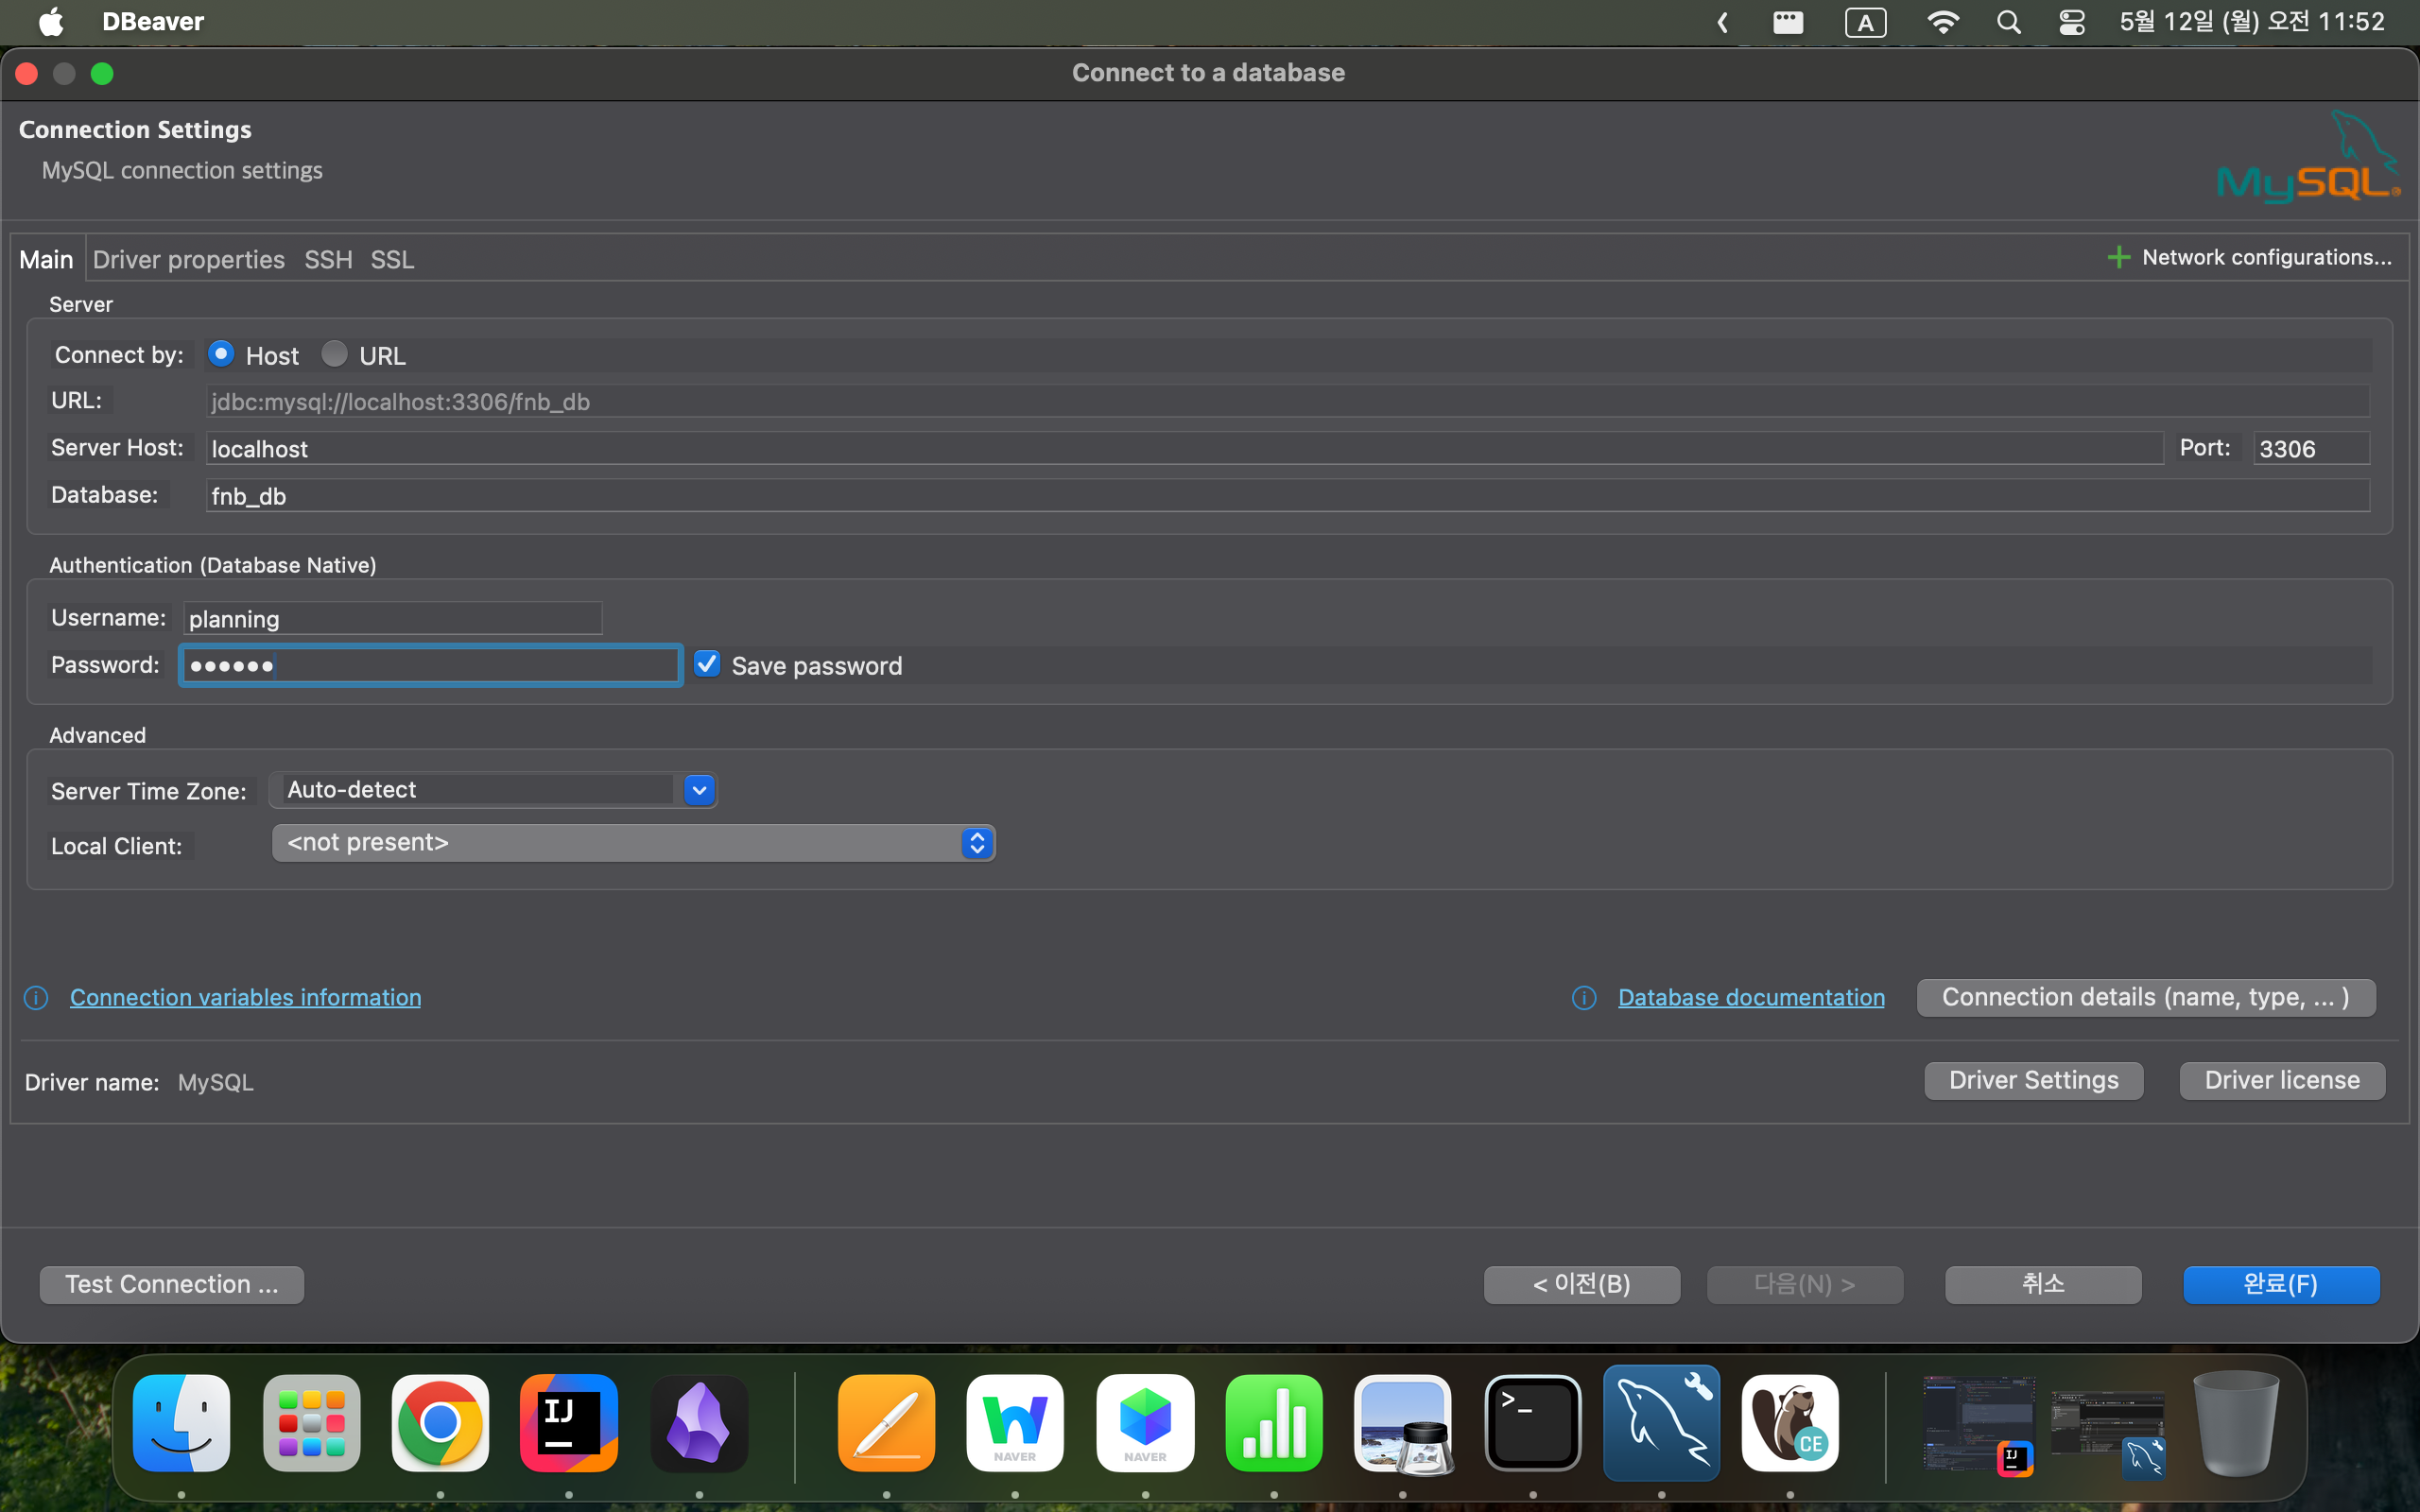 DBeaver
A
5월 12일 (월) 오전 11:52
Connect to a database
Connection Settings
MySQL connection settings
MySQL
Main Driver properties SSH SSL
Network configurations...
Server
Connect by: Host URL
URL: jdbc:mysql://localhost:3306/fnb_db
Server Host: localhost Port: 3306
Database: fnb_db
Authentication (Database Native)
Username: planning
Password: •••••• Save password
Advanced
Server Time Zone: Auto-detect
Local Client: <not present>
Connection variables information
Database documentation
Connection details (name, type, ... )
Driver name: MySQL
Driver Settings
Driver license
Test Connection ...
< 이전(B)
다음(N) >
취소
완료(F)
IJ
NAVER
NAVER
>_
CE
IJ